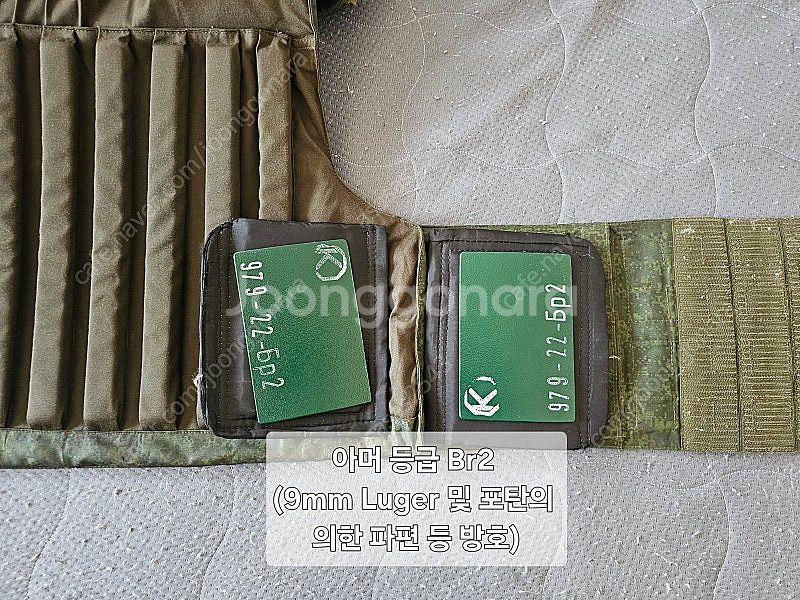 979-22-Бр2
979-22-Бр2
Joonggonara
아머 등급 Br2
(9mm Luger 및 포탄의
의한 파편 등 방호)